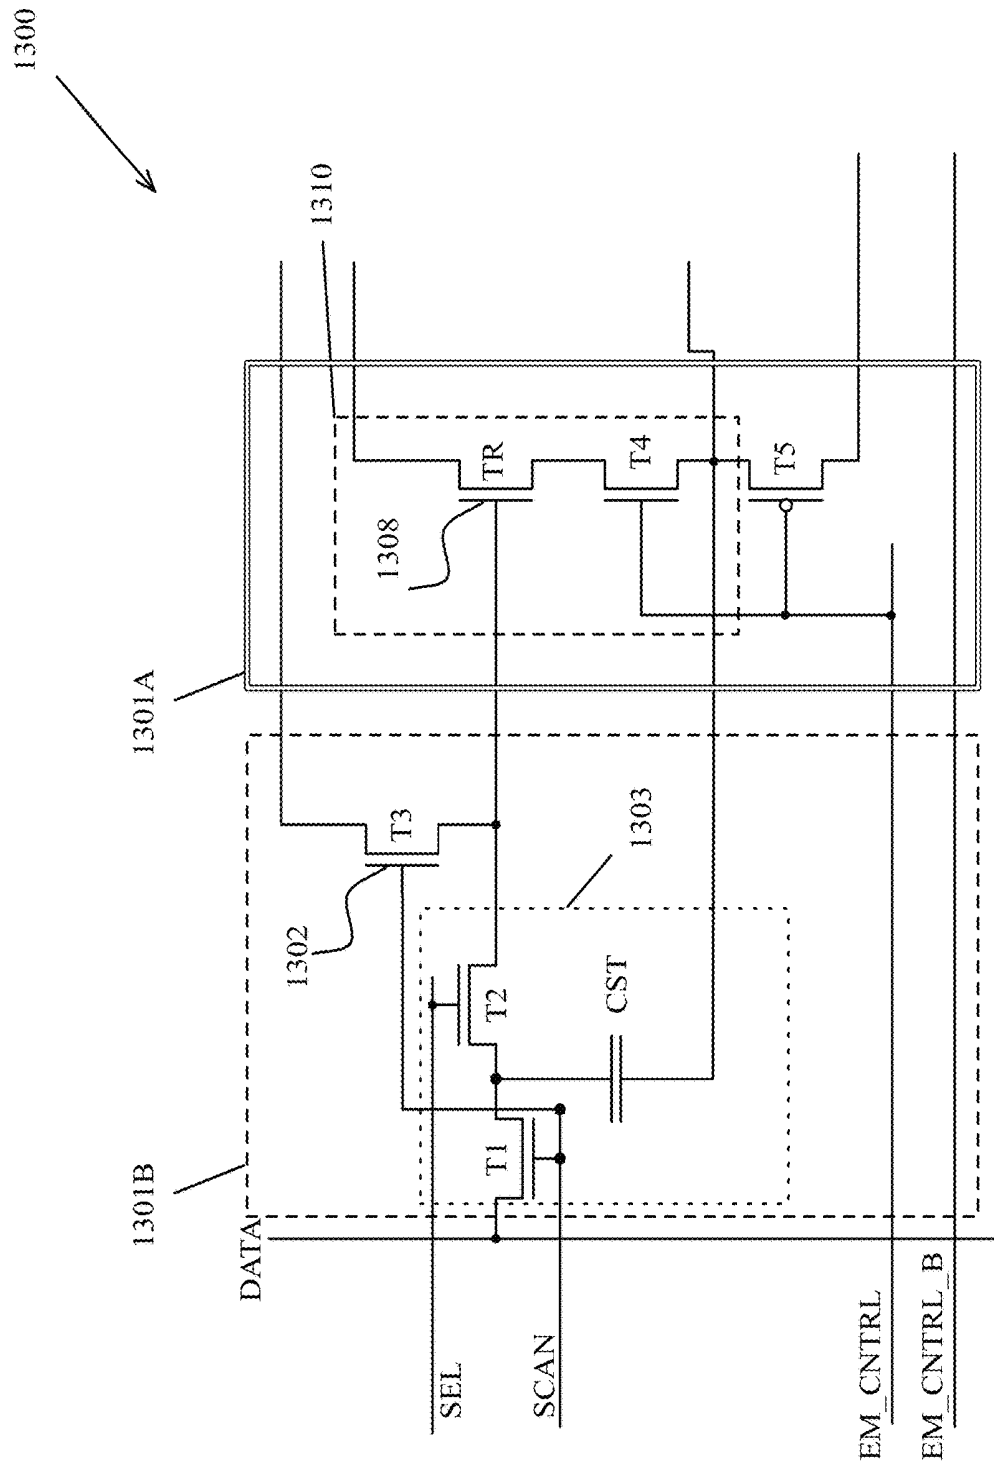 1300
1310
TR
T4
T5
1308
1301A
1303
T3
1302
T2
CST
T1
1301B
DATA
SEL
SCAN
EM_CNTRL
EM_CNTRL_B